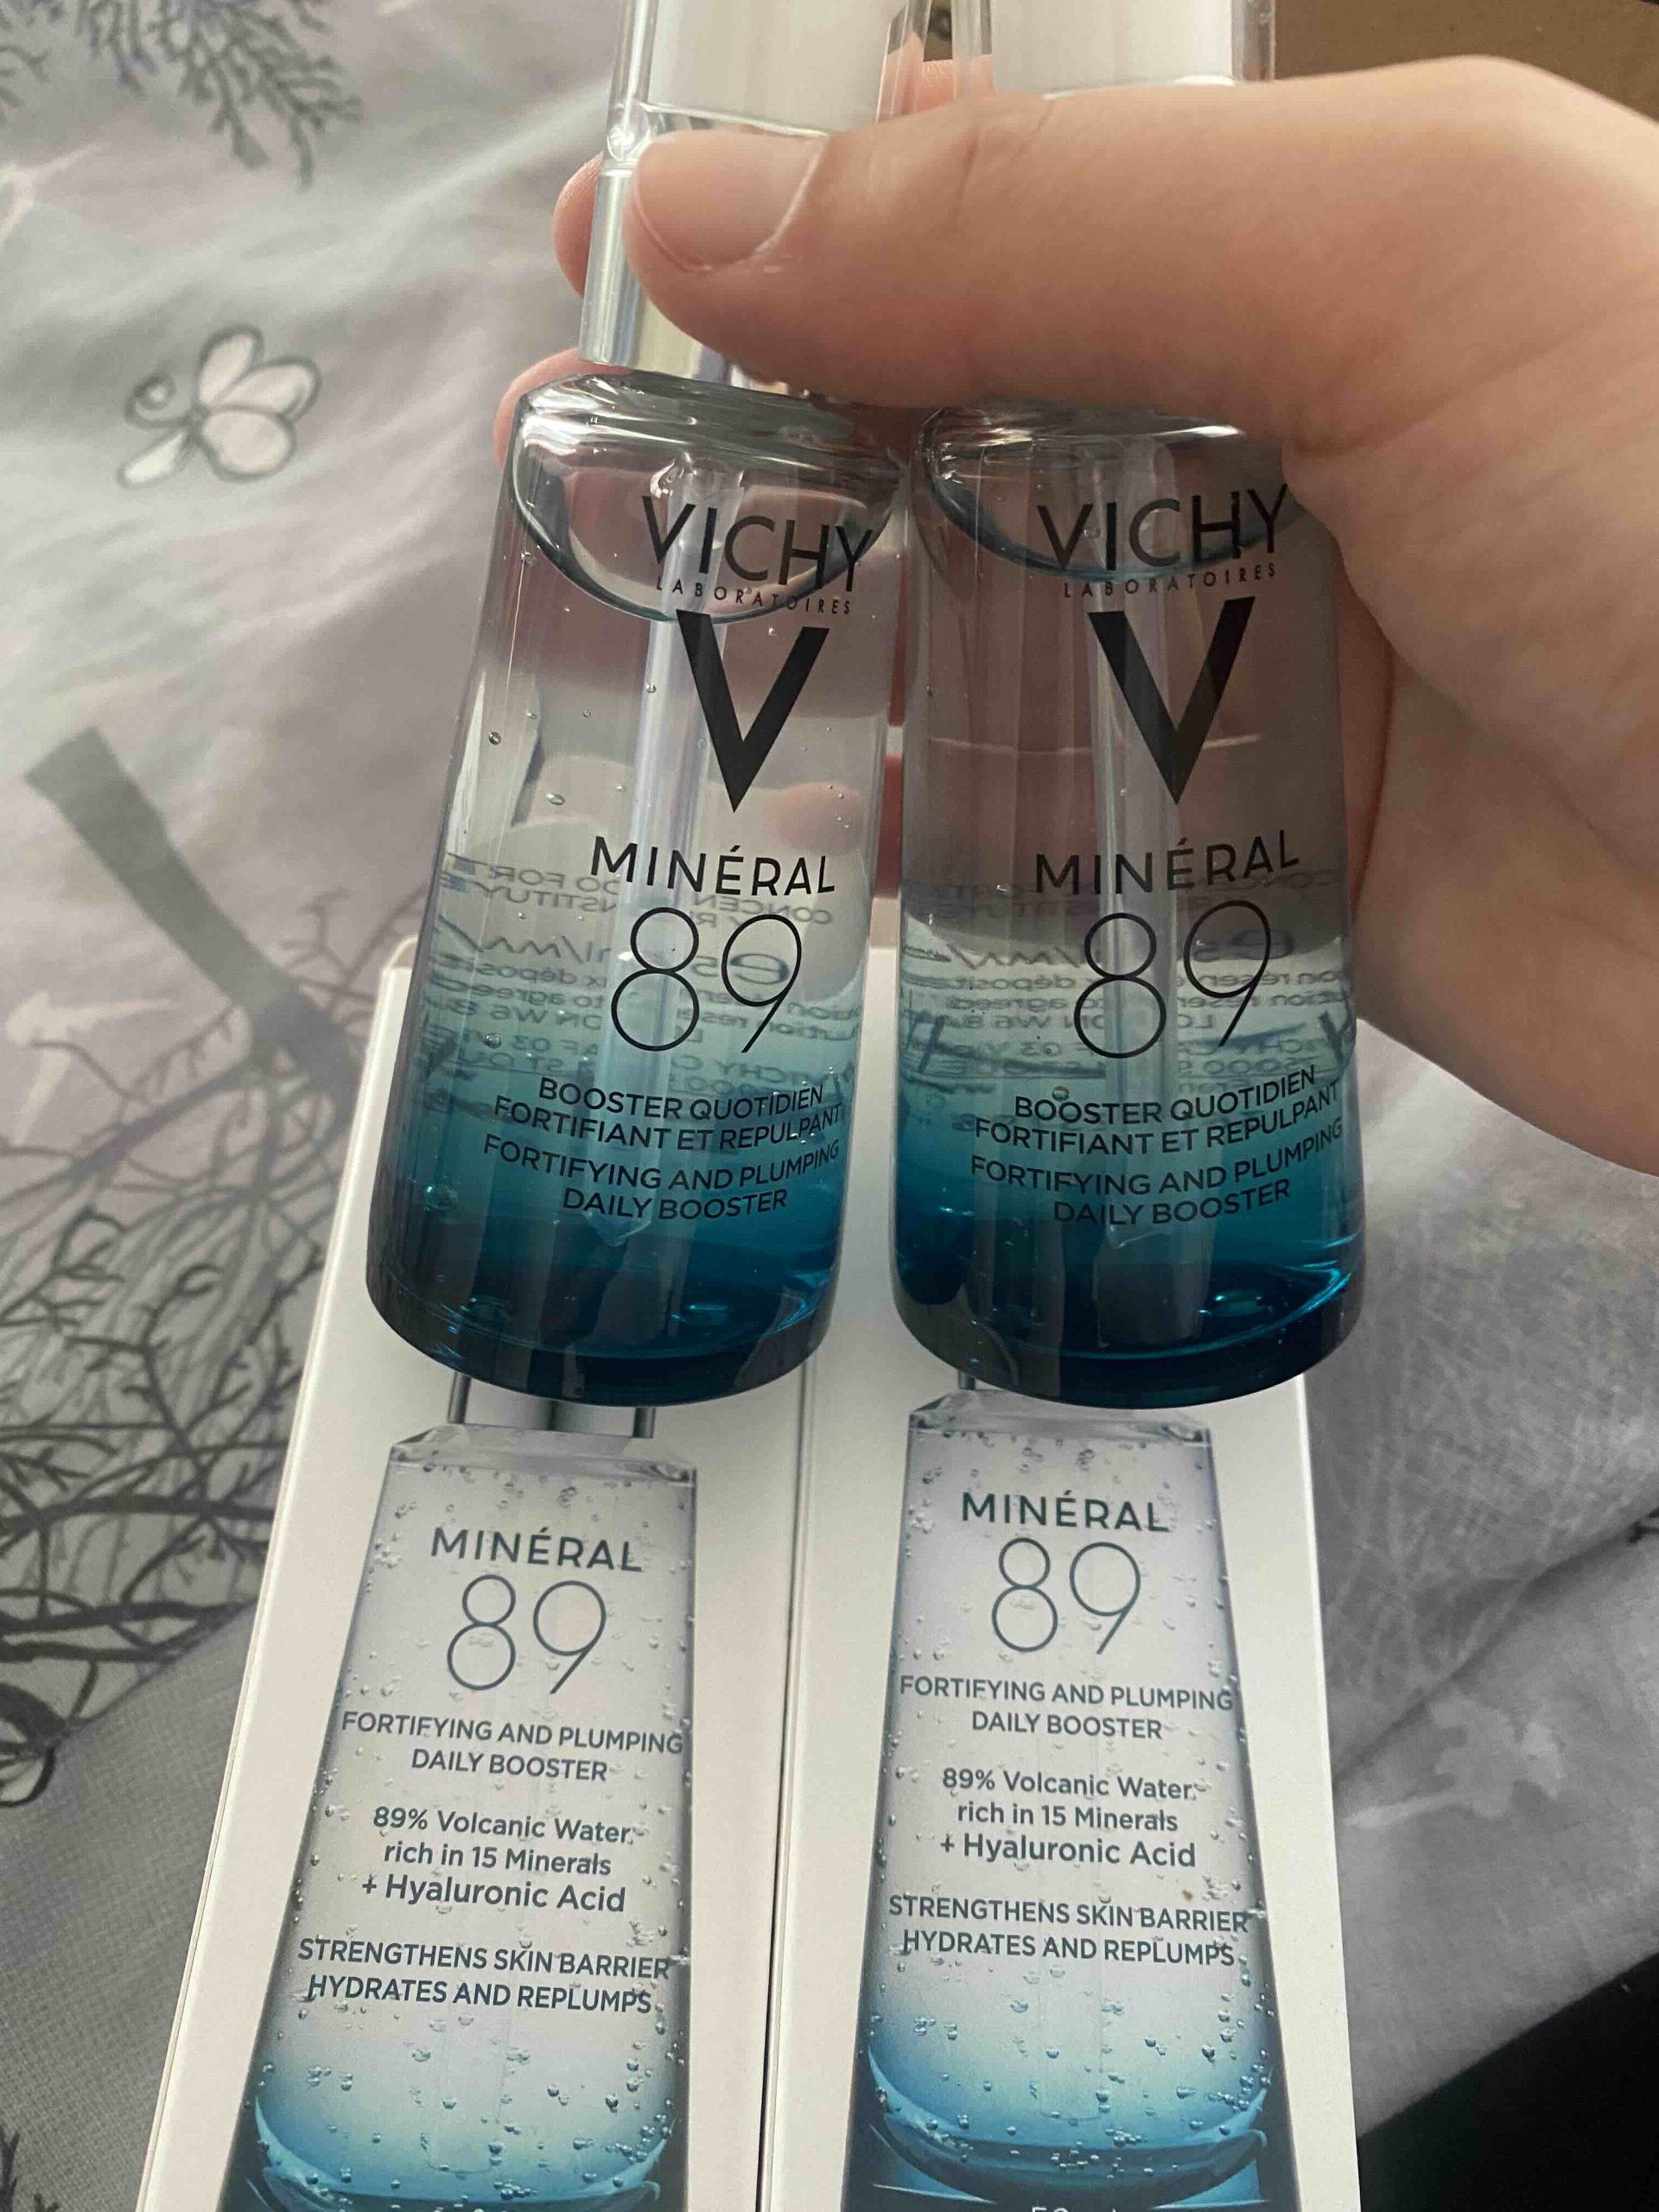 VICHY
LABORATOIRES
V
MINÉRAL
89
BOOSTER QUOTIDIEN
FORTIFIANT ET REPULPANT
FORTIFYING AND PLUMPING
DAILY BOOSTER
VICHY
LABORATOIRES
V
MINÉRAL
89
BOOSTER QUOTIDIEN
FORTIFIANT ET REPULPANT
FORTIFYING AND PLUMPING
DAILY BOOSTER
MINÉRAL
89
FORTIFYING AND PLUMPING
DAILY BOOSTER
89% Volcanic Water
rich in 15 Minerals
+ Hyaluronic Acid
STRENGTHENS SKIN BARRIER
HYDRATES AND REPLUMPS
MINÉRAL
89
FORTIFYING AND PLUMPING
DAILY BOOSTER
89% Volcanic Water
rich in 15 Minerals
+ Hyaluronic Acid
STRENGTHENS SKIN BARRIER
HYDRATES AND REPLUMPS